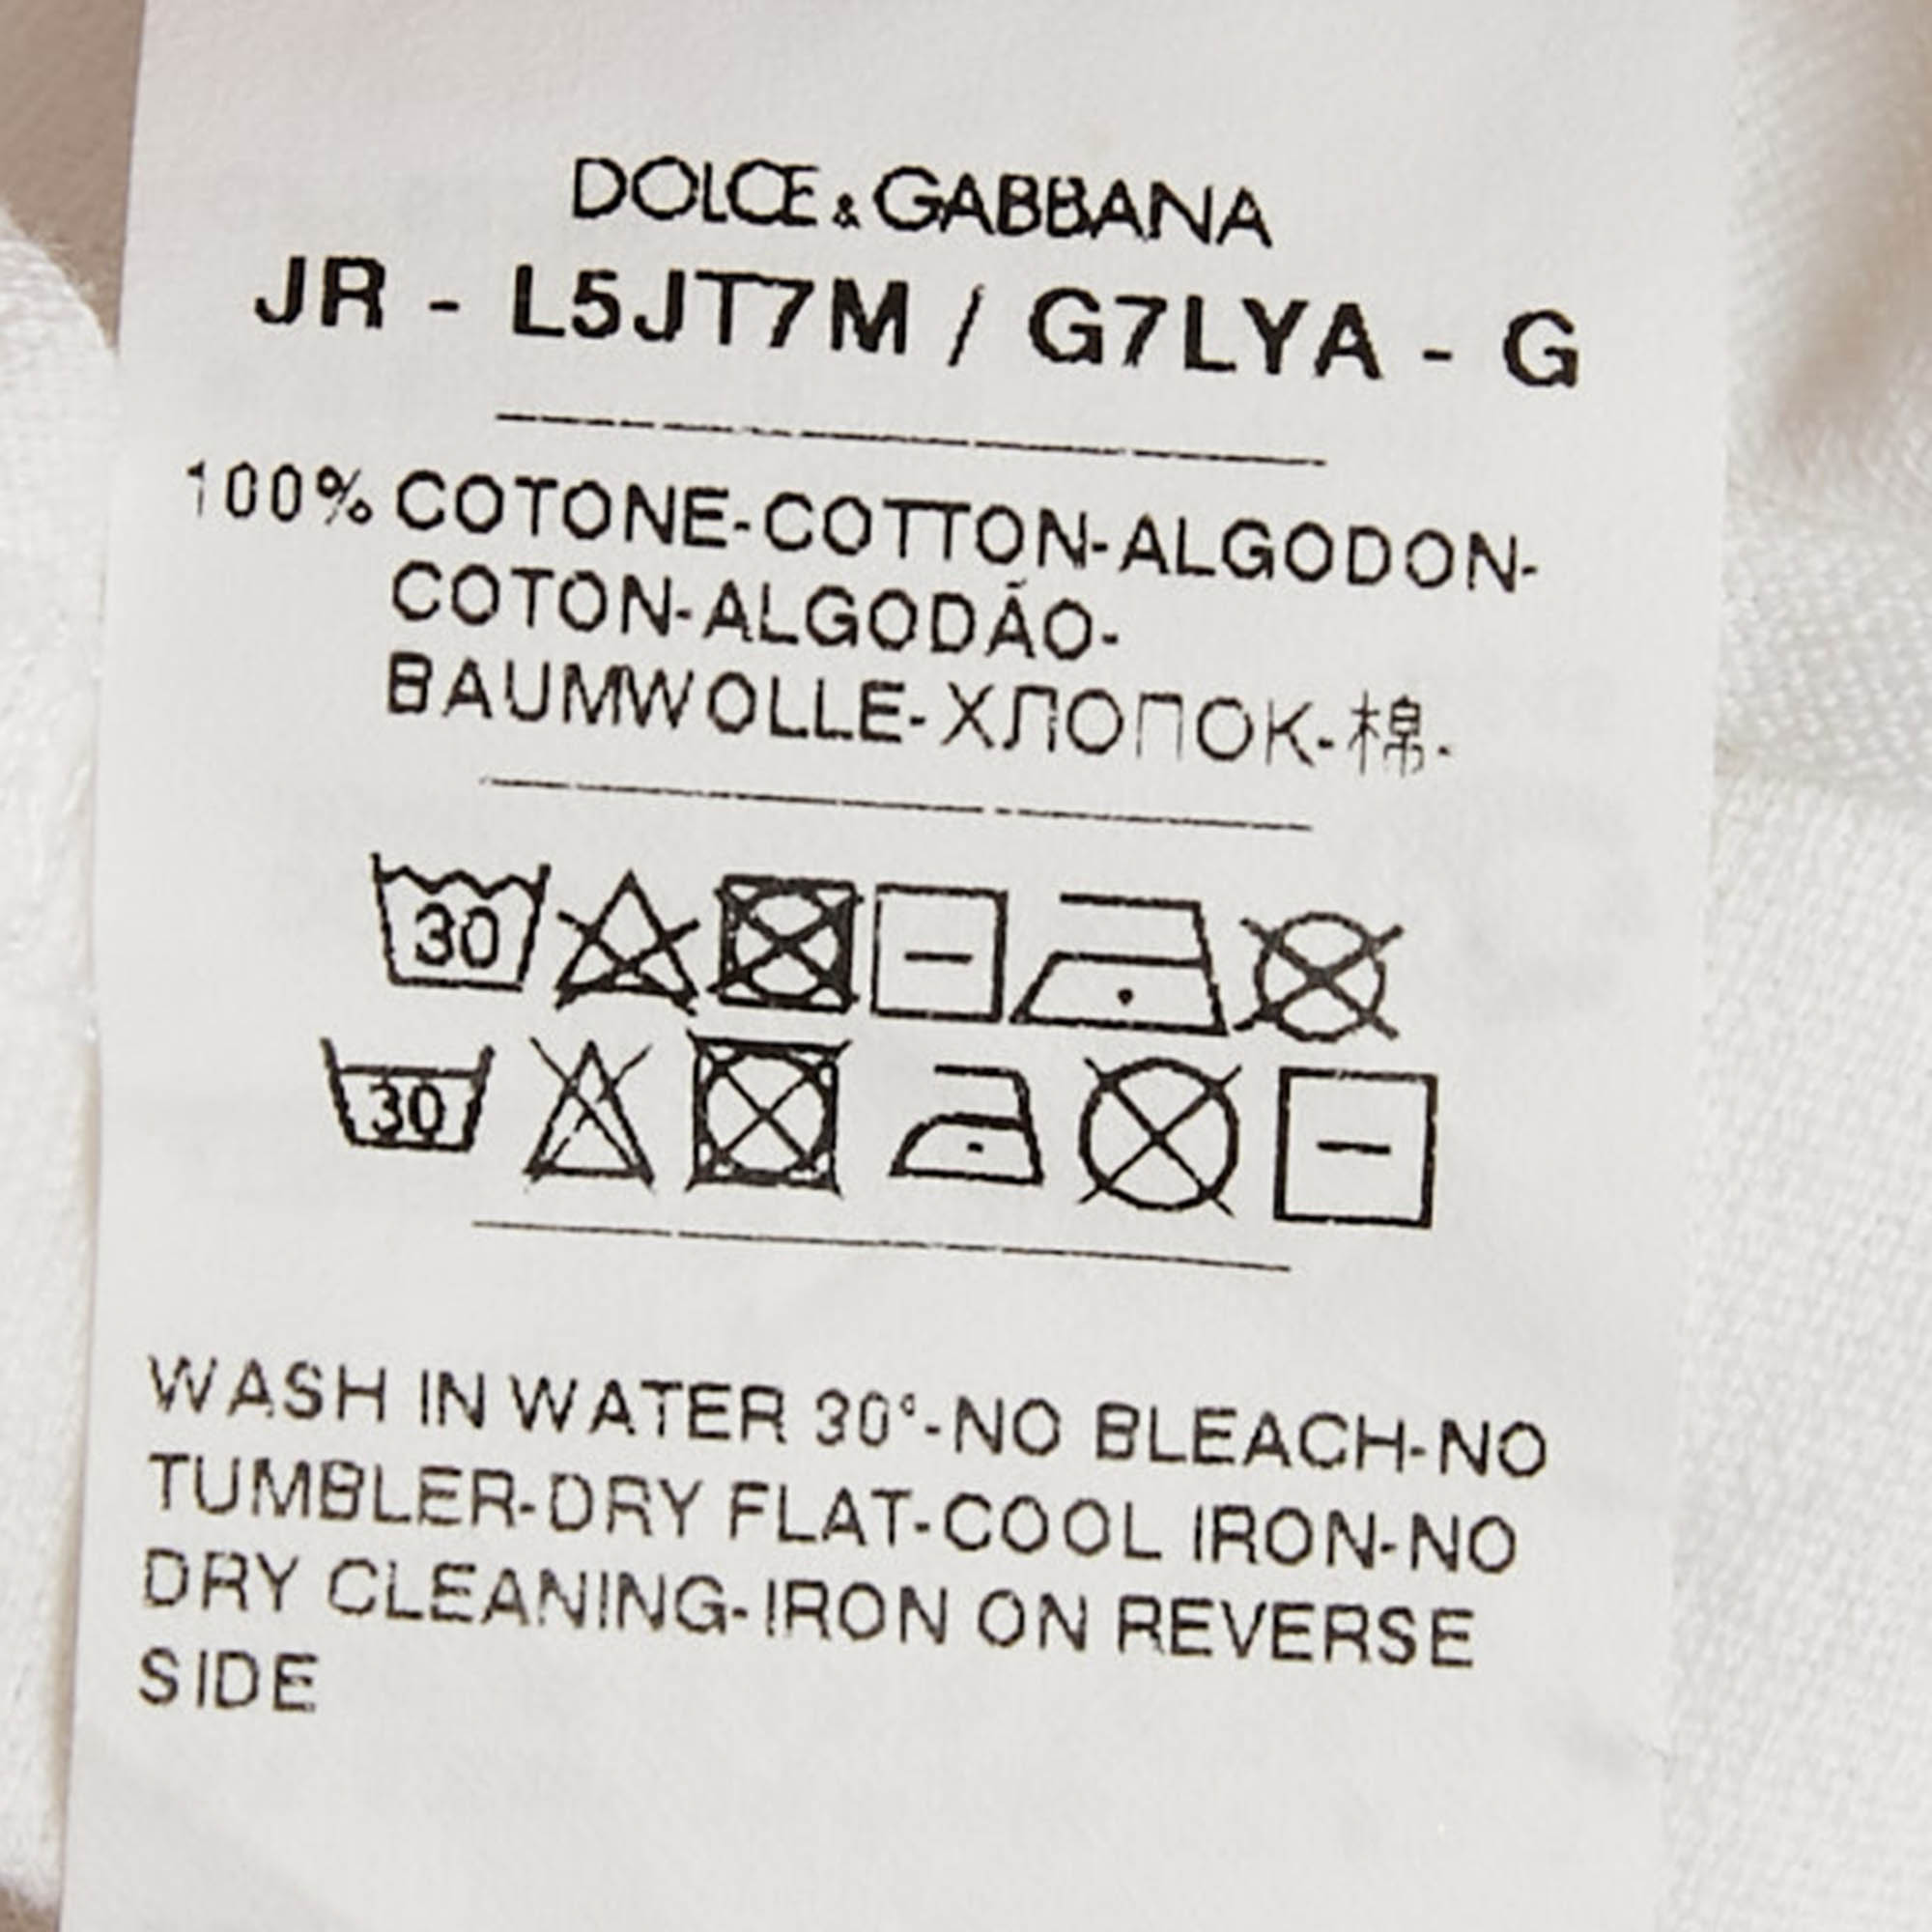 DOLCE & GABBANA
JR - L5JT7M / G7LYA - G
100% COTONE-COTTON-ALGODON-
COTON-ALGODÃO-
BAUMWOLLE-ХЛОПОК-棉-
30
30
WASH IN WATER 30°-NO BLEACH-NO
TUMBLER-DRY FLAT-COOL IRON-NO
DRY CLEANING-IRON ON REVERSE
SIDE